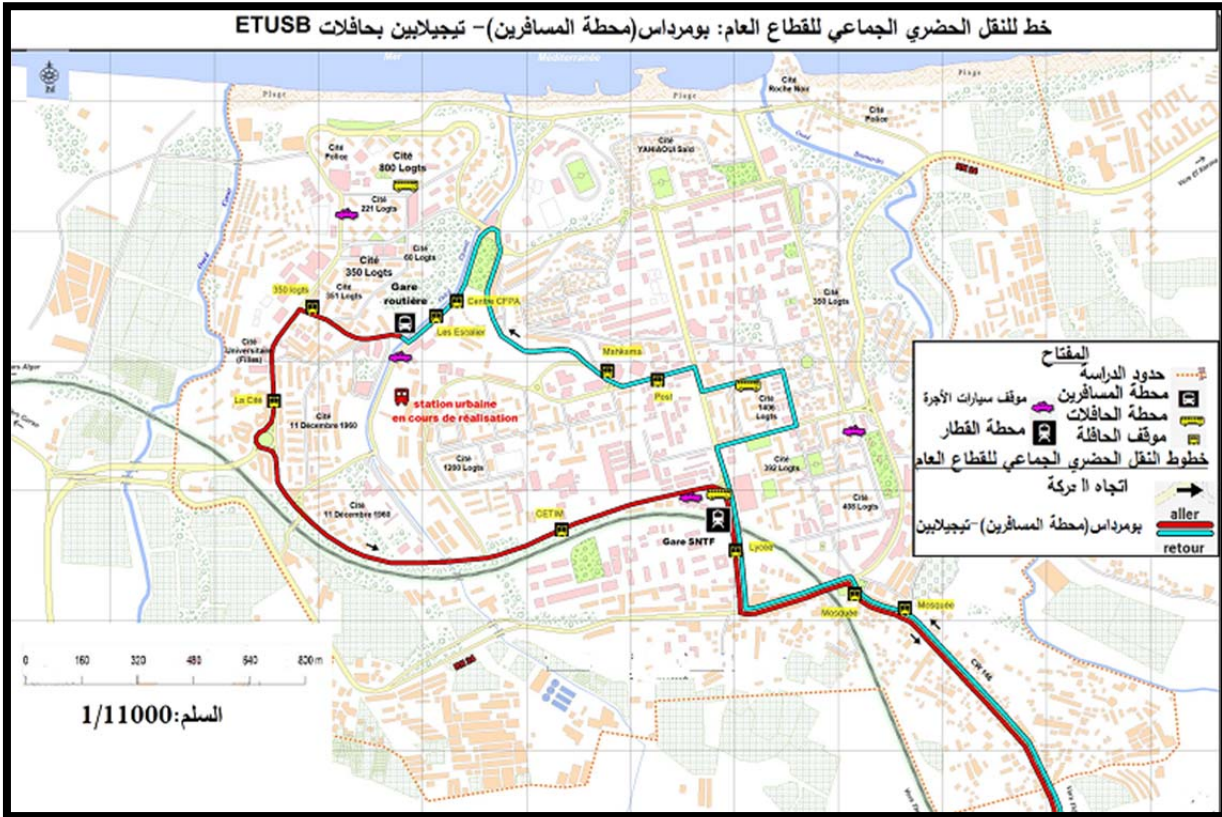 خط للنقل الحضري الجماعي للقطاع العام: بومرداس(محطة المسافرين)- تيجيلابين بحافلات ETUSB
Mer Méditerranée
Plage
Plage
Plage
Cité
Roche Noir
Cité
Police
Cité
Police
Cité
YAHIAOUI Said
Cité
800 Logts
Cité
221 Logts
Cité
60 Logts
Cité
350 Logts
Cité
351 Logts
350 logts
Gare
routière
Centre CFPA
Les Escalier
Cité
350 Logts
Cité
Universitaire
(Filles)
Mahkama
Post
Cité
1406
Logts
La Cité
station urbaine
en cours de réalisation
Cité
11 Décembre 1960
Cité
1200 Logts
Cité
392 Logts
Cité
408 Logts
Cité
11 Décembre 1960
CETIM
Gare SNTF
Lycée
Mosquée
Mosquée
Oued
Oued
المفتاح
حدود الدراسة
محطة المسافرين
موقف سيارات الأجرة
محطة الحافلات
موقف الحافلة
محطة القطار
خطوط النقل الحضري الجماعي للقطاع العام
اتجاه ا دركة
aller
بومرداس(محطة المسافرين)-تيجيلابين
retour
0 160 320 480 640 800 m
السلم:1/11000